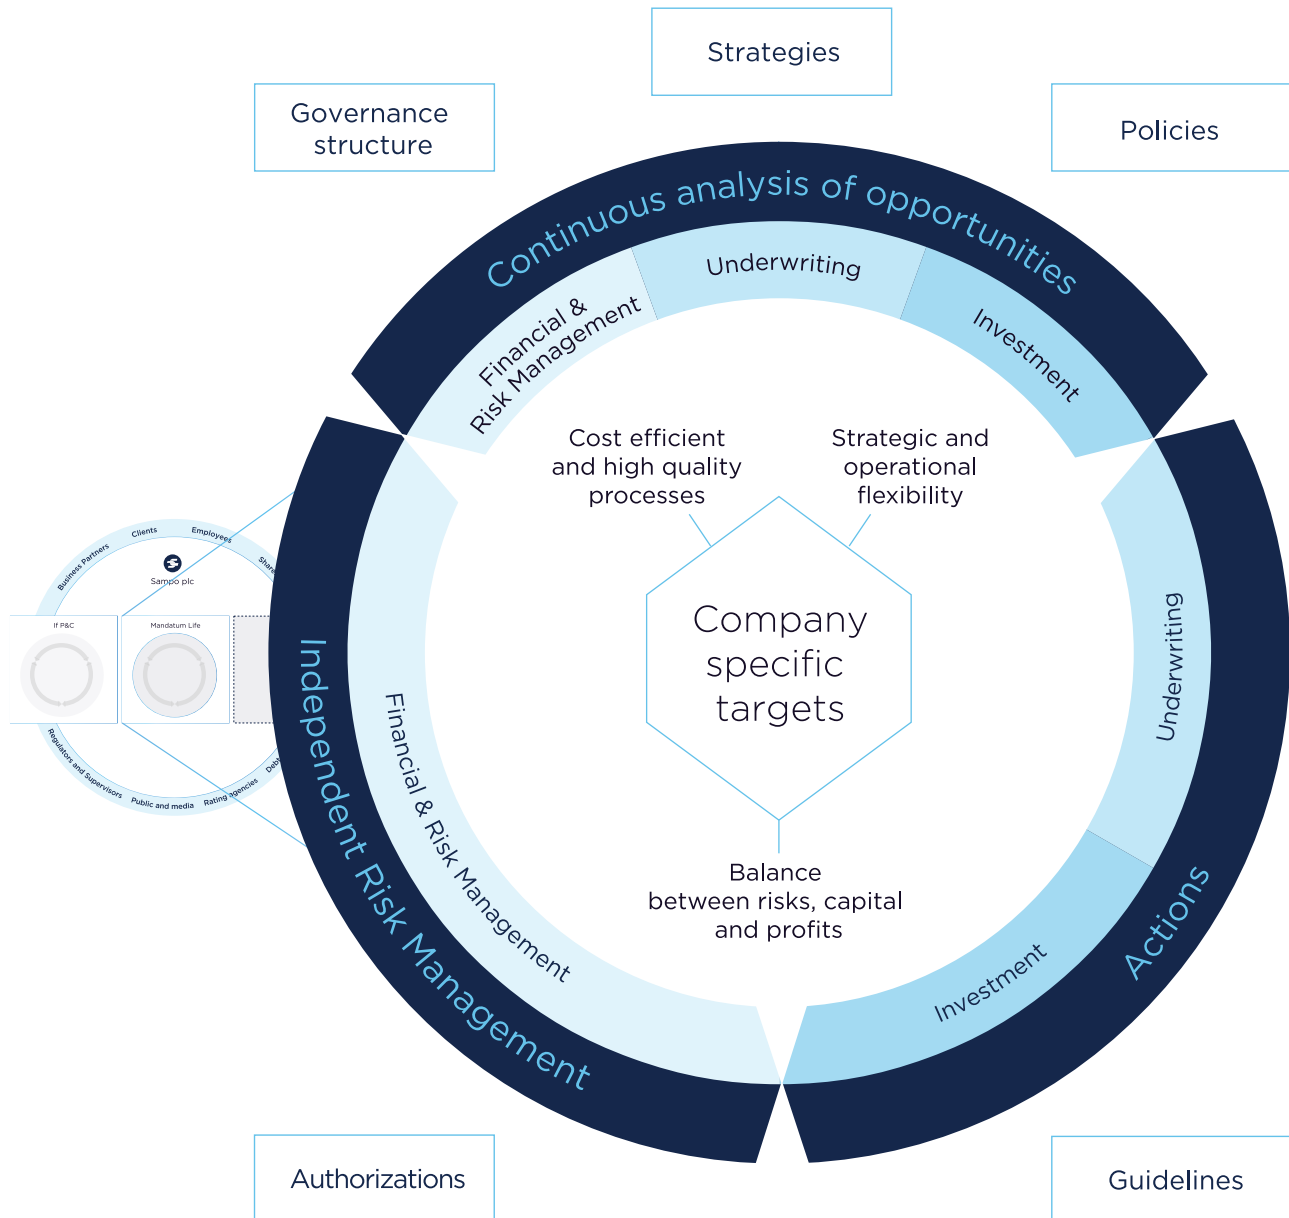 Strategies
Governance
structure
Policies
Continuous analysis of opportunities
Financial &
Risk Management
Underwriting
Investment
Cost efficient
and high quality
processes
Strategic and
operational
flexibility
Company
specific
targets
Balance
between risks, capital
and profits
Independent Risk Management
Financial & Risk Management
Underwriting
Investment
Actions
Business Partners
Clients
Employees
Sampo plc
If P&C
Mandatum Life
Regulators and Supervisors
Public and media
Rating agencies
Authorizations
Guidelines